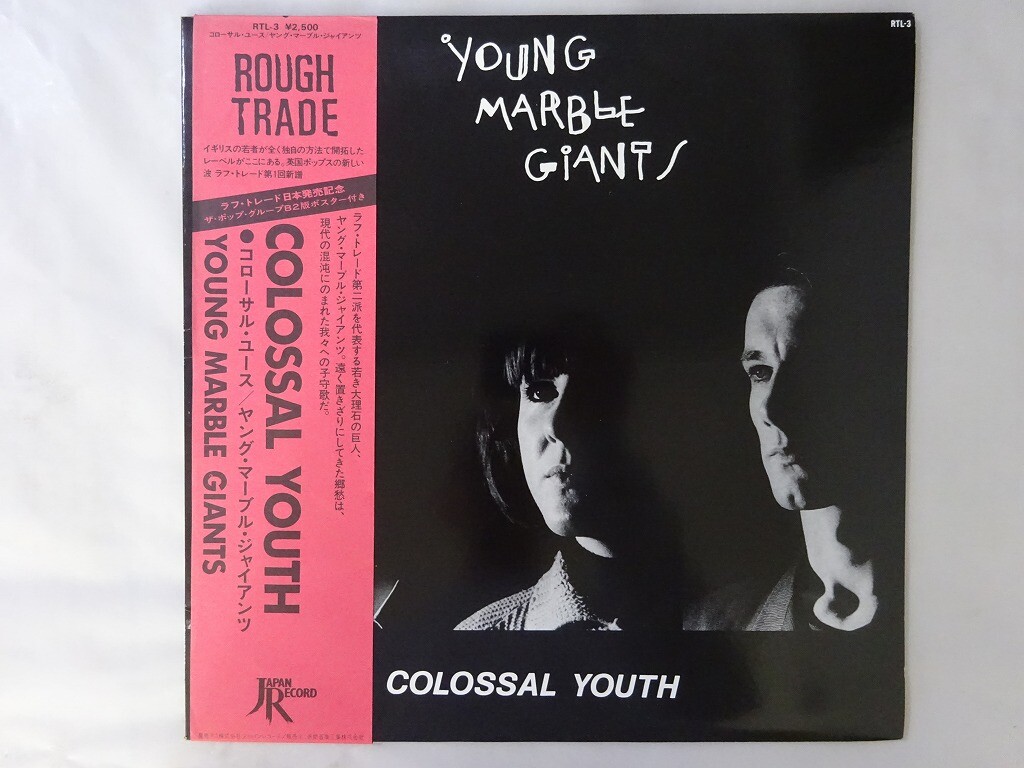 RTL-3 ¥2,500
コローサル・ユース/ヤング・マーブル・ジャイアンツ
ROUGH
TRADE
イギリスの若者が全く独自の方法で開拓した
レーベルがここにある。英国ポップスの新しい
波 ラフ・トレード第1回新譜
ラフ・トレード日本発売記念
ザ・ポップ・グループB2版ポスター付き
ラフ・トレード第二派を代表する若き大理石の巨人、
ヤング・マーブル・ジャイアンツ。遠く置きざりにしてきた郷愁は、
現代の混沌にのまれた我々への子守歌だ。
COLOSSAL YOUTH
●コローサル・ユース/ヤング・マーブル・ジャイアンツ
YOUNG MARBLE GIANTS
JAPAN
RECORD
RTL-3
YOUNG
MARBLE
GiANTS
COLOSSAL YOUTH